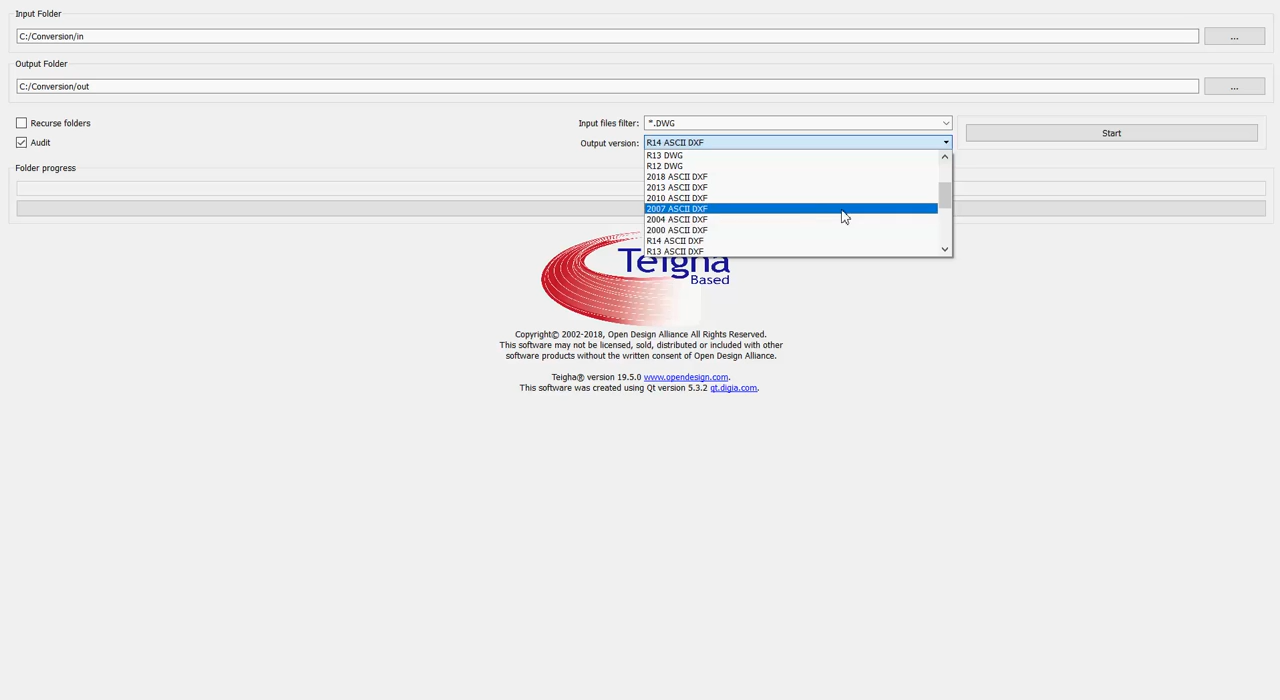 Input Folder
C:/Conversion/in
...
Output Folder
C:/Conversion/out
...
Recurse folders
Input files filter:
*.DWG
Start
Audit
Output version:
R14 ASCII DXF
R13 DWG
R12 DWG
2018 ASCII DXF
2013 ASCII DXF
2010 ASCII DXF
2007 ASCII DXF
2004 ASCII DXF
2000 ASCII DXF
R14 ASCII DXF
R13 ASCII DXF
Folder progress
Teigha
Based
Copyright© 2002-2018, Open Design Alliance All Rights Reserved.
This software may not be licensed, sold, distributed or included with other
software products without the written consent of Open Design Alliance.
Teigha® version 19.5.0 www.opendesign.com.
This software was created using Qt version 5.3.2 qt.digia.com.